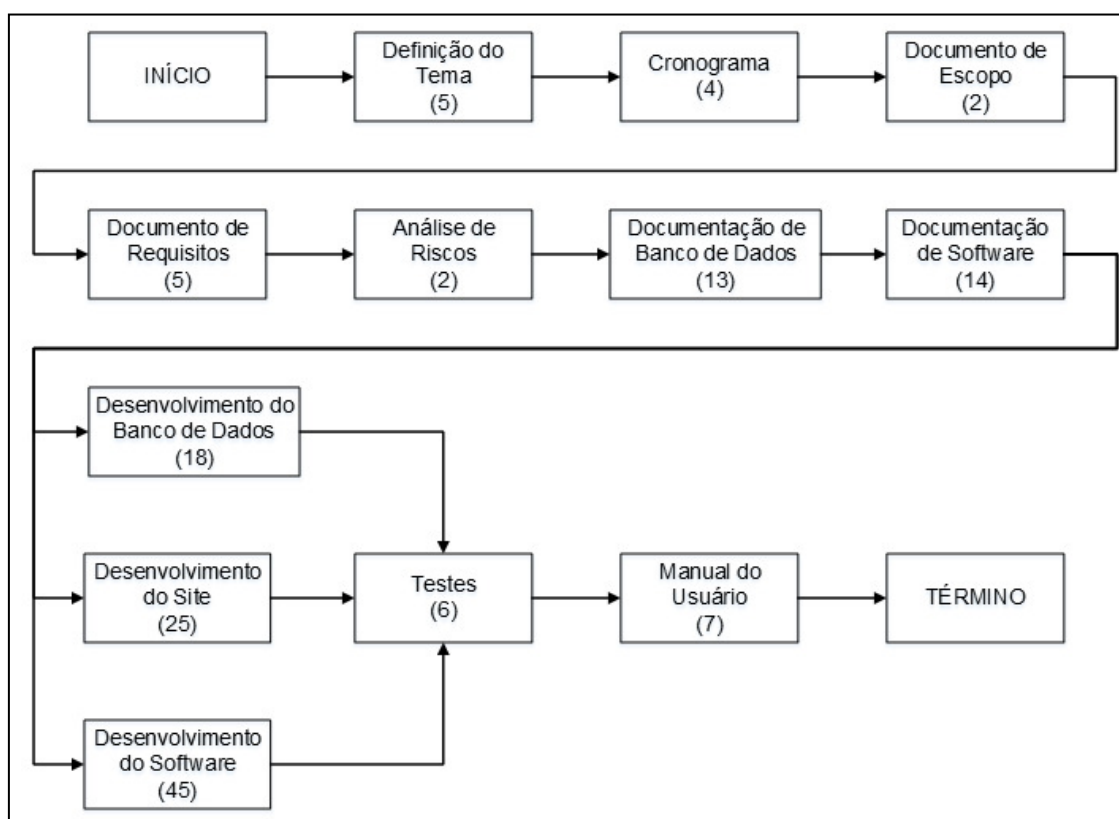 INÍCIO
Definição do
Tema
(5)
Cronograma
(4)
Documento de
Escopo
(2)
Documento de
Requisitos
(5)
Análise de
Riscos
(2)
Documentação de
Banco de Dados
(13)
Documentação
de Software
(14)
Desenvolvimento do
Banco de Dados
(18)
Desenvolvimento
do Site
(25)
Testes
(6)
Manual do
Usuário
(7)
TÉRMINO
Desenvolvimento
do Software
(45)